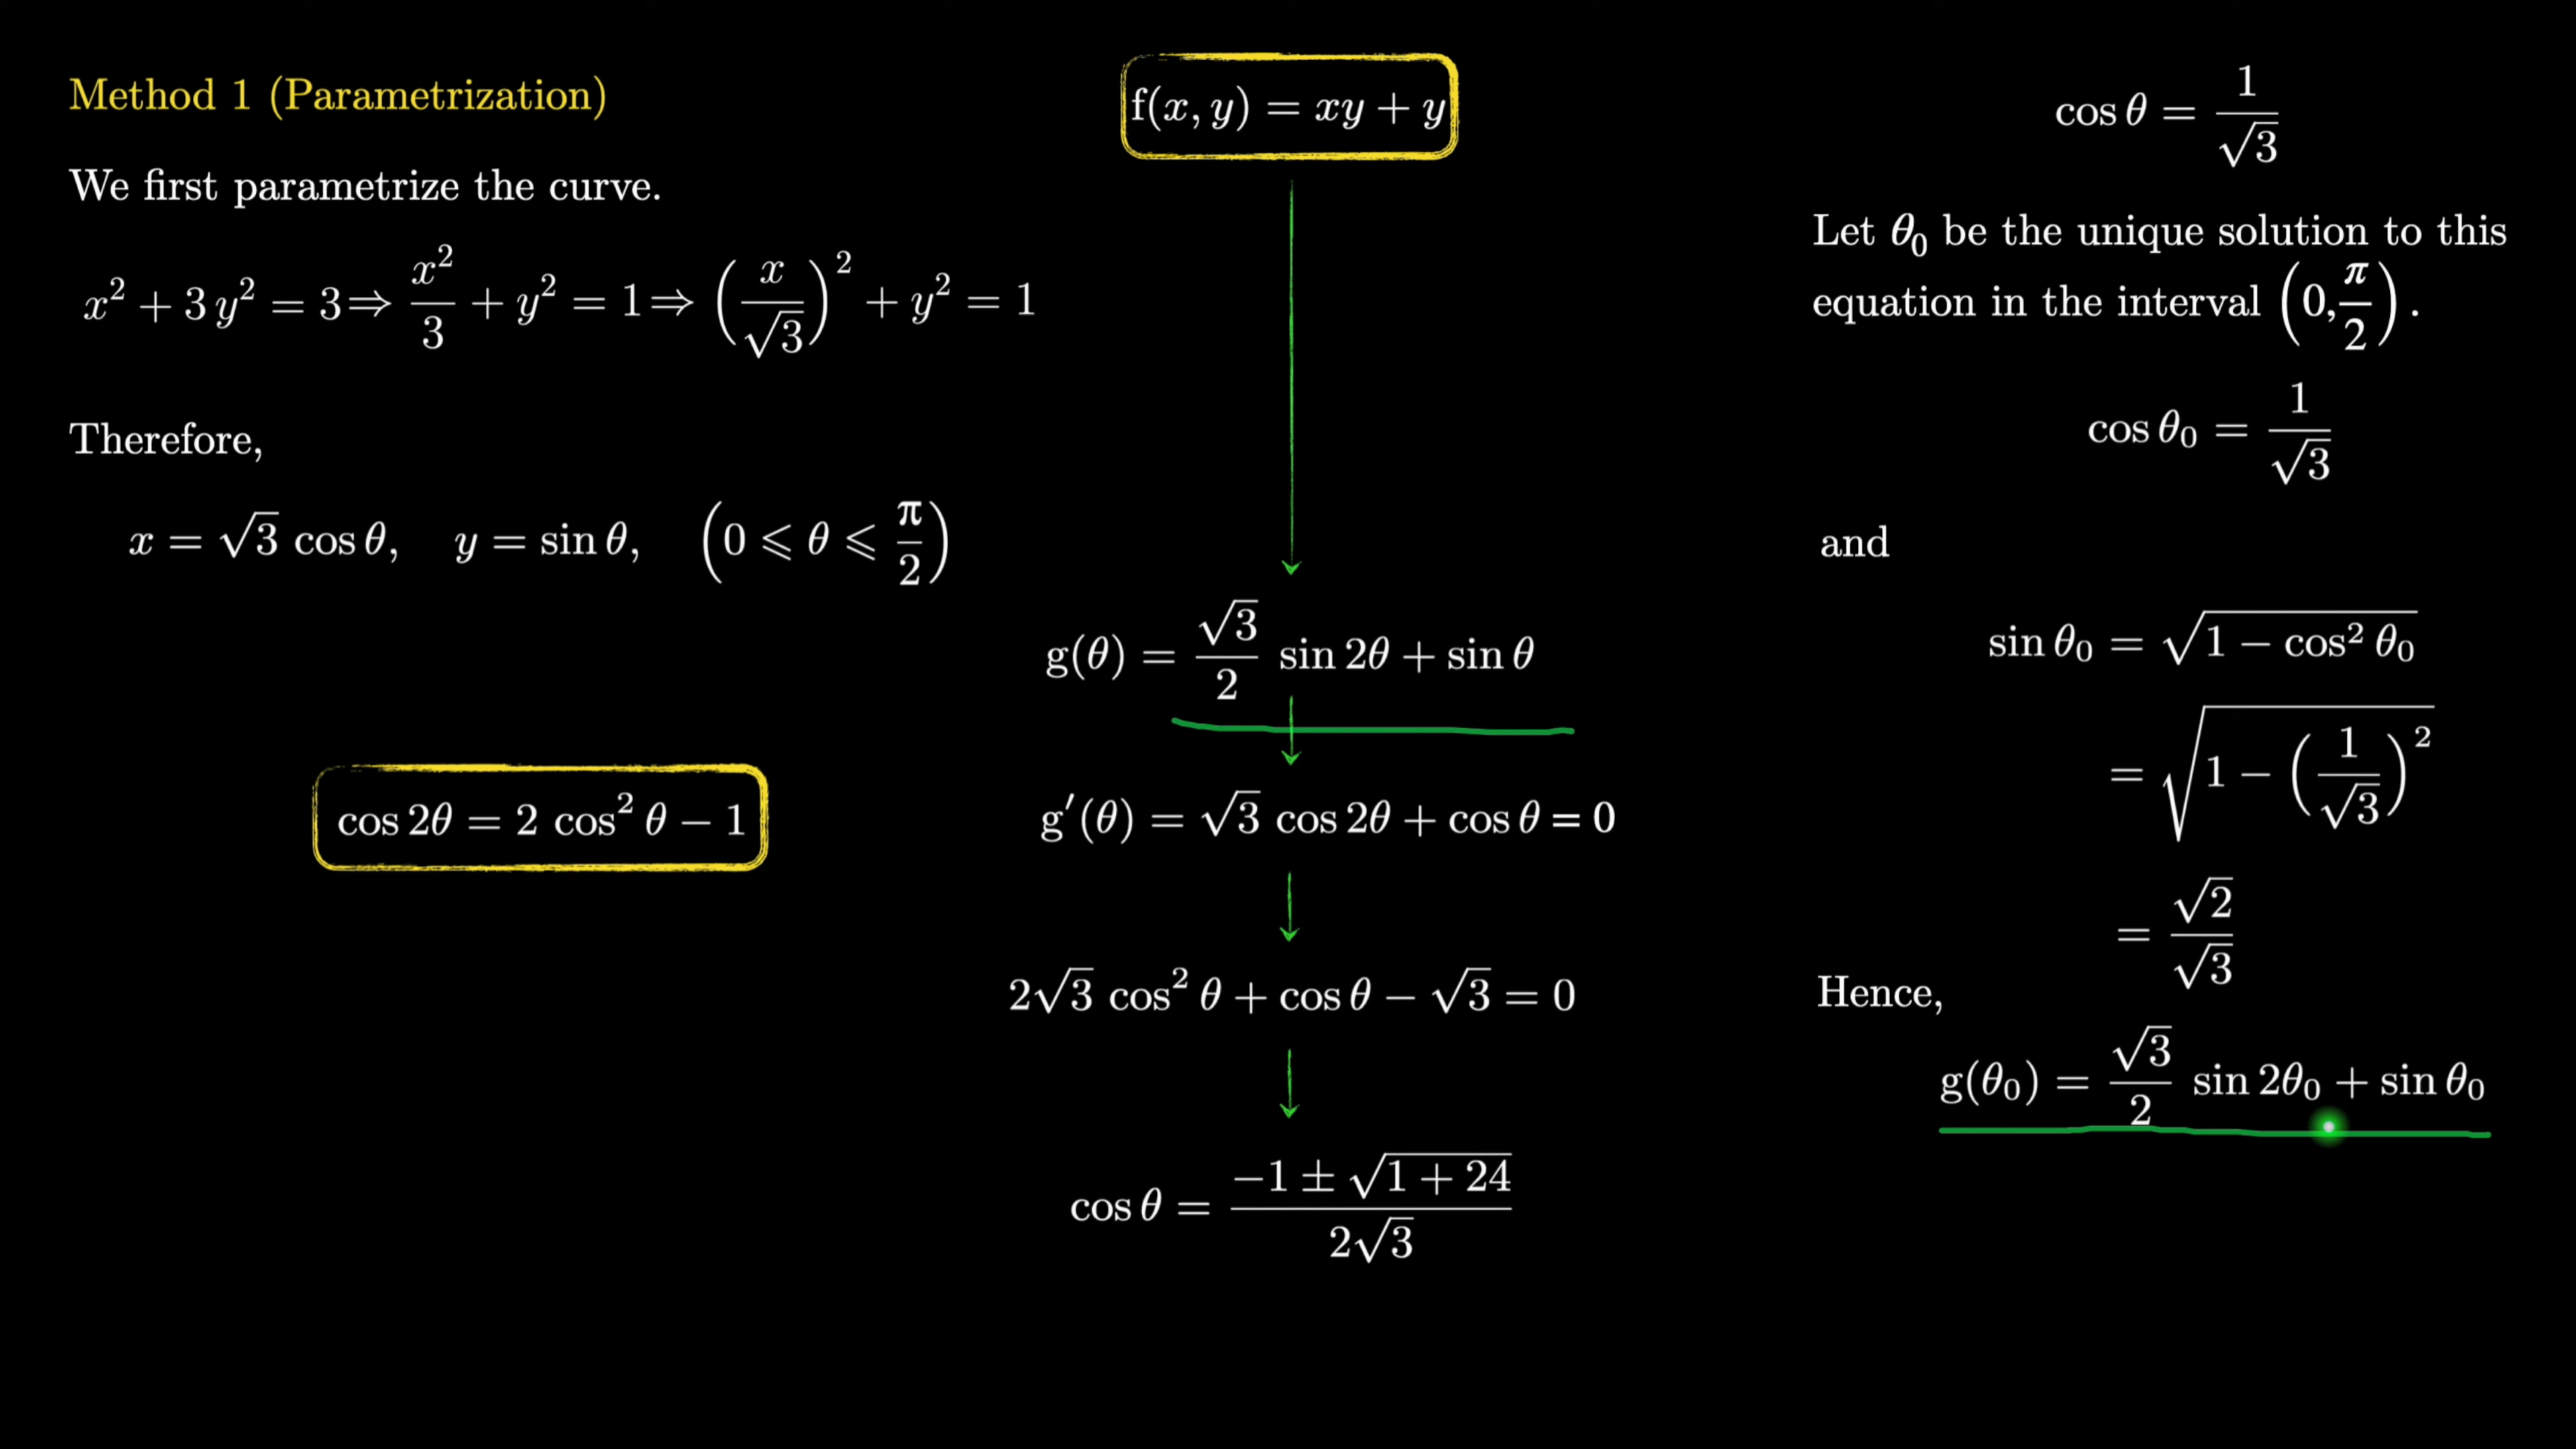 Method 1 (Parametrization)
We first parametrize the curve.
x² + 3 y² = 3 ⇒ x²/3 + y² = 1 ⇒ (x/√3)² + y² = 1
Therefore,
x = √3 cos θ, y = sin θ, (0 ⩽ θ ⩽ π/2)
cos 2θ = 2 cos² θ − 1
f(x, y) = xy + y
g(θ) = √3/2 sin 2θ + sin θ
g′(θ) = √3 cos 2θ + cos θ = 0
2√3 cos² θ + cos θ − √3 = 0
cos θ = (−1 ± √(1 + 24))/(2√3)
cos θ = 1/√3
Let θ₀ be the unique solution to this
equation in the interval (0, π/2).
cos θ₀ = 1/√3
and
sin θ₀ = √(1 − cos² θ₀)
= √(1 − (1/√3)²)
= √2/√3
Hence,
g(θ₀) = √3/2 sin 2θ₀ + sin θ₀